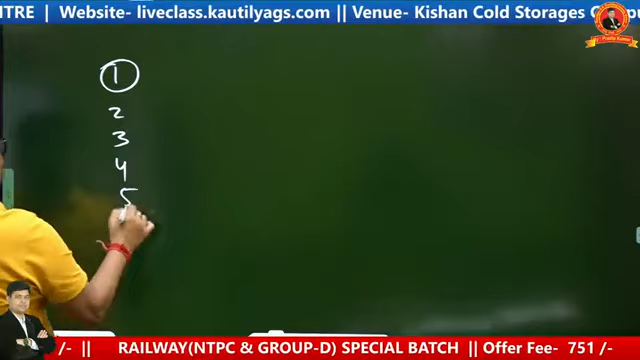 NTRE | Website- liveclass.kautilyags.com || Venue- Kishan Cold Storages
1
2
3
4
5
/- || RAILWAY(NTPC & GROUP-D) SPECIAL BATCH || Offer Fee- 751 /-